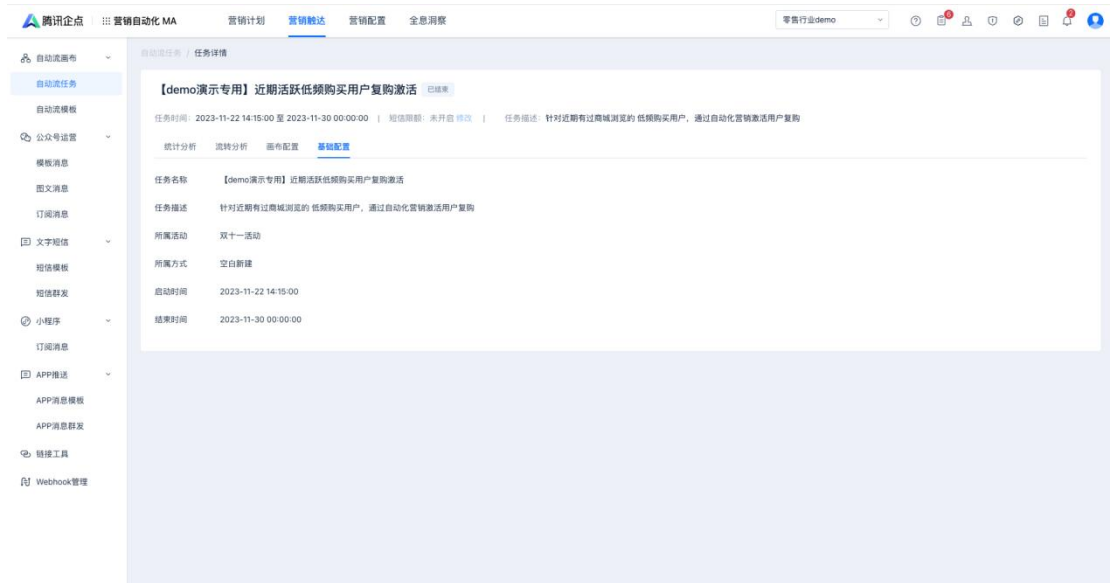 腾讯企点 营销自动化 MA 营销计划 营销触达 营销配置 全息洞察 零售行业demo 6 2
自动流画布
自动流任务
自动流模板
公众号运营
模板消息
图文消息
订阅消息
文字短信
短信模板
短信群发
小程序
订阅消息
APP推送
APP消息模板
APP消息群发
链接工具
Webhook管理
自动流任务 / 任务详情
【demo演示专用】近期活跃低频购买用户复购激活 已结束
任务时间: 2023-11-22 14:15:00 至 2023-11-30 00:00:00 | 短信限额: 未开启 修改 | 任务描述: 针对近期有过商城浏览的 低频购买用户，通过自动化营销激活用户复购
统计分析 流转分析 画布配置 基础配置
任务名称 【demo演示专用】近期活跃低频购买用户复购激活
任务描述 针对近期有过商城浏览的 低频购买用户，通过自动化营销激活用户复购
所属活动 双十一活动
所属方式 空白新建
启动时间 2023-11-22 14:15:00
结束时间 2023-11-30 00:00:00